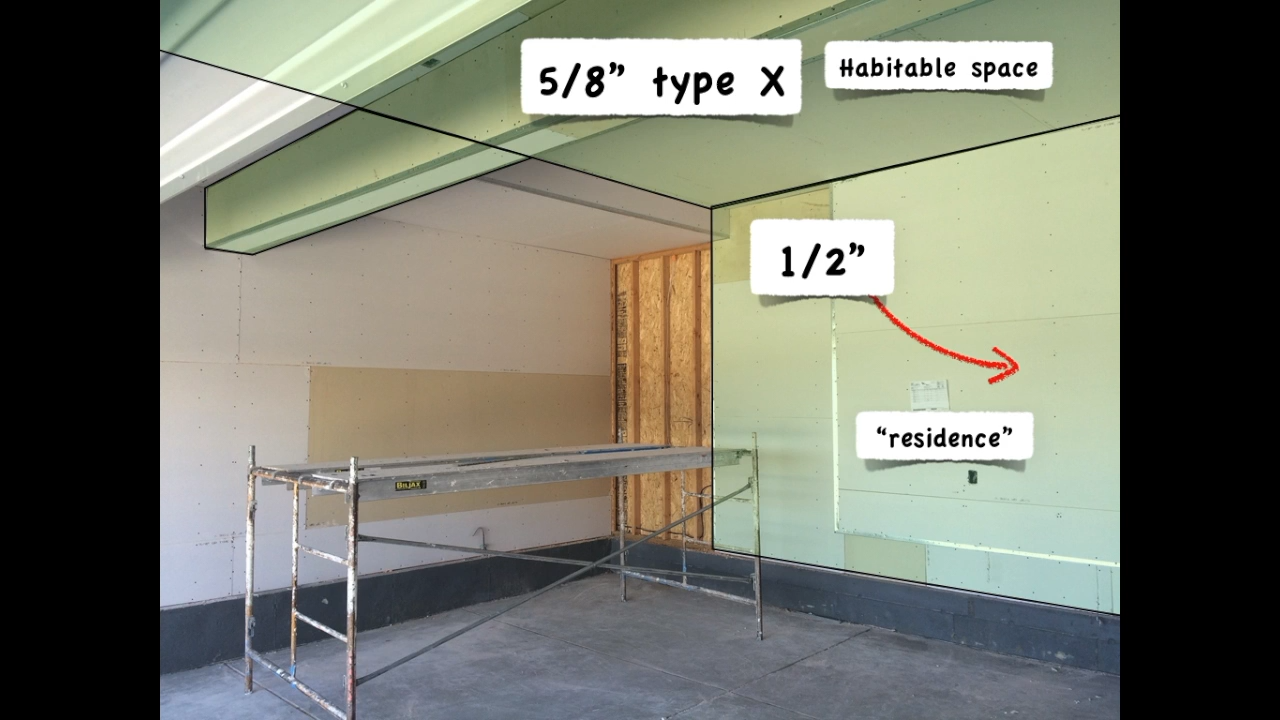 5/8” type X
Habitable space
1/2”
“residence”
BILJAX